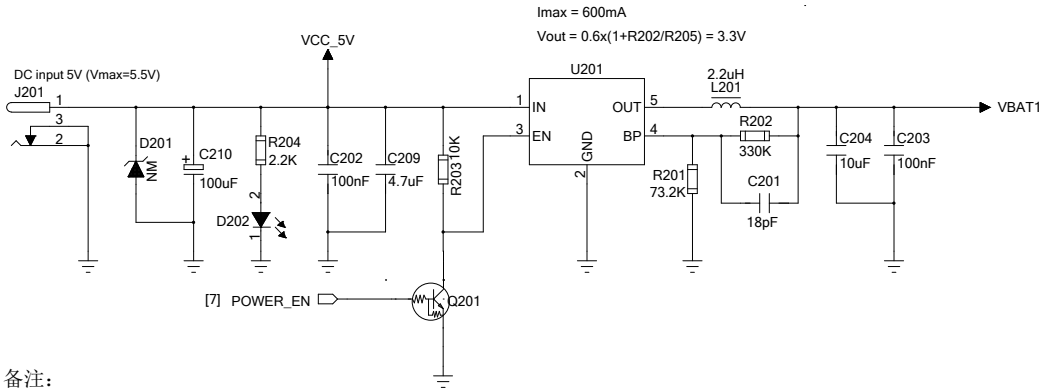 Imax = 600mA
Vout = 0.6x(1+R202/R205) = 3.3V
VCC_5V
DC input 5V (Vmax=5.5V)
J201
1
3
2
D201
NM
C210
100uF
R204
2.2K
2
D202
1
C202
100nF
C209
4.7uF
R203
10K
U201
1
IN
OUT
5
3
EN
BP
4
GND
2
2.2uH
L201
VBAT1
R202
330K
R201
73.2K
C201
18pF
C204
10uF
C203
100nF
[7] POWER_EN
Q201
备注：